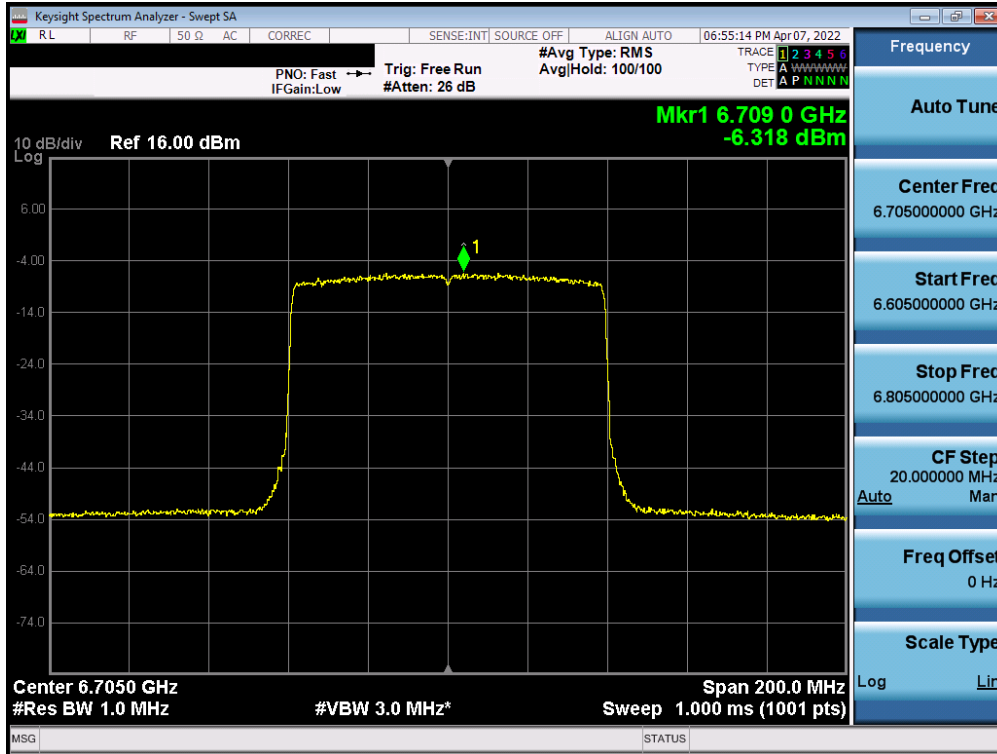 Keysight Spectrum Analyzer - Swept SA
LXI RL RF 50 Ω AC CORREC SENSE:INT SOURCE OFF ALIGN AUTO 06:55:14 PM Apr 07, 2022
PNO: Fast
IFGain:Low
Trig: Free Run
#Atten: 26 dB
#Avg Type: RMS
Avg|Hold: 100/100
TRACE 1 2 3 4 5 6
TYPE A WWWWW
DET A P N N N N
Mkr1 6.709 0 GHz
-6.318 dBm
10 dB/div
Log
Ref 16.00 dBm
1
6.00
-4.00
-14.0
-24.0
-34.0
-44.0
-54.0
-64.0
-74.0
Center 6.7050 GHz
#Res BW 1.0 MHz
#VBW 3.0 MHz*
Span 200.0 MHz
Sweep 1.000 ms (1001 pts)
MSG
STATUS
Frequency
Auto Tune
Center Freq
6.705000000 GHz
Start Freq
6.605000000 GHz
Stop Freq
6.805000000 GHz
CF Step
20.000000 MHz
Auto Man
Freq Offset
0 Hz
Scale Type
Log Lin